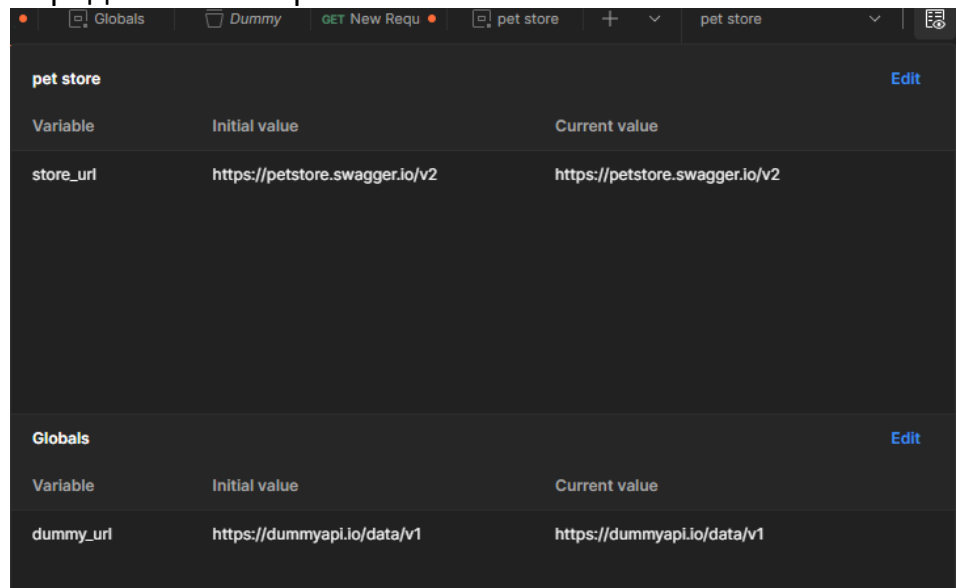 Globals Dummy GET New Requ pet store pet store
pet store Edit
Variable Initial value Current value
store_url https://petstore.swagger.io/v2 https://petstore.swagger.io/v2
Globals Edit
Variable Initial value Current value
dummy_url https://dummyapi.io/data/v1 https://dummyapi.io/data/v1